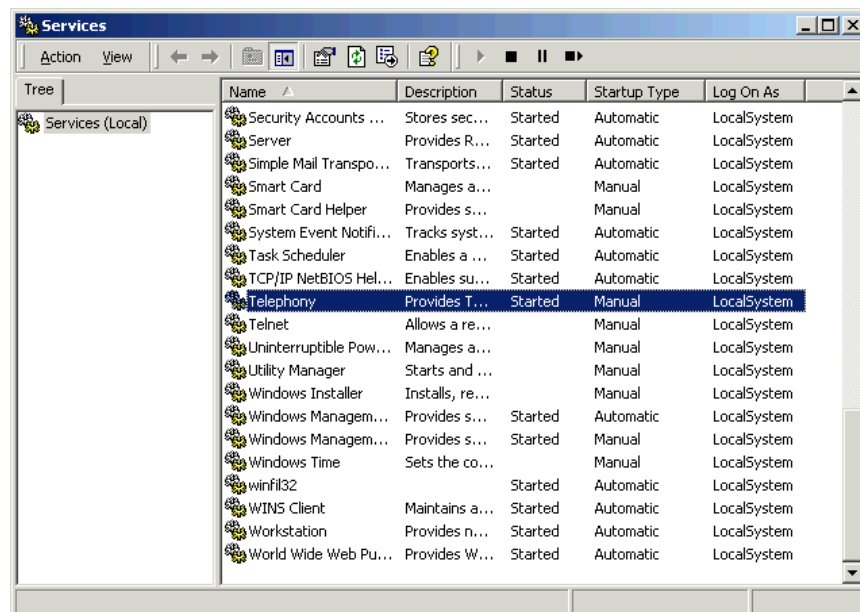 Services
Action View
Tree
Services (Local)
Name Description Status Startup Type Log On As
Security Accounts ... Stores sec... Started Automatic LocalSystem
Server Provides R... Started Automatic LocalSystem
Simple Mail Transpo... Transports... Started Automatic LocalSystem
Smart Card Manages a... Manual LocalSystem
Smart Card Helper Provides s... Manual LocalSystem
System Event Notifi... Tracks syst... Started Automatic LocalSystem
Task Scheduler Enables a ... Started Automatic LocalSystem
TCP/IP NetBIOS Hel... Enables su... Started Automatic LocalSystem
Telephony Provides T... Started Manual LocalSystem
Telnet Allows a re... Manual LocalSystem
Uninterruptible Pow... Manages a... Manual LocalSystem
Utility Manager Starts and ... Manual LocalSystem
Windows Installer Installs, re... Manual LocalSystem
Windows Managem... Provides s... Started Automatic LocalSystem
Windows Managem... Provides s... Started Manual LocalSystem
Windows Time Sets the co... Manual LocalSystem
winfil32 Started Automatic LocalSystem
WINS Client Maintains a... Started Automatic LocalSystem
Workstation Provides n... Started Automatic LocalSystem
World Wide Web Pu... Provides W... Started Automatic LocalSystem